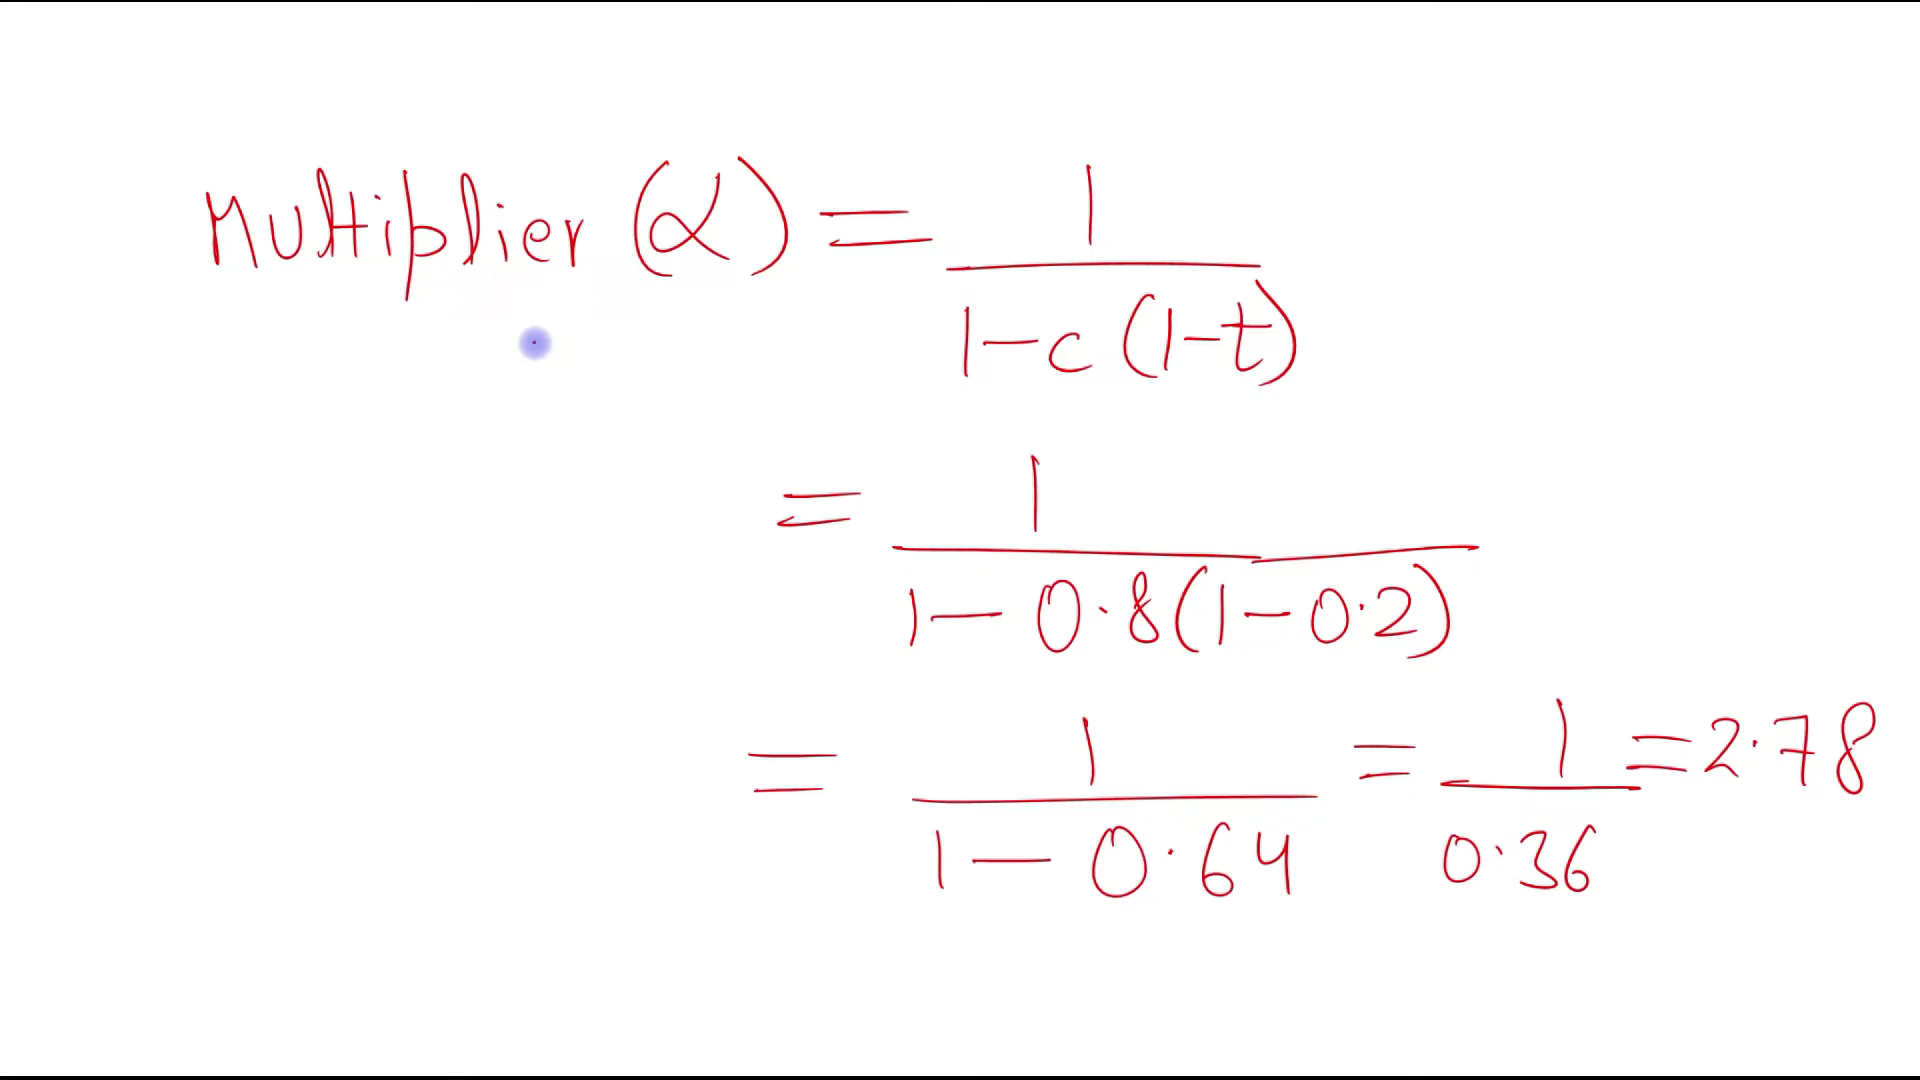 Multiplier (α) = 1 / 1-c(1-t)
= 1 / 1-0.8(1-0.2)
= 1 / 1-0.64 = 1 / 0.36 = 2.78